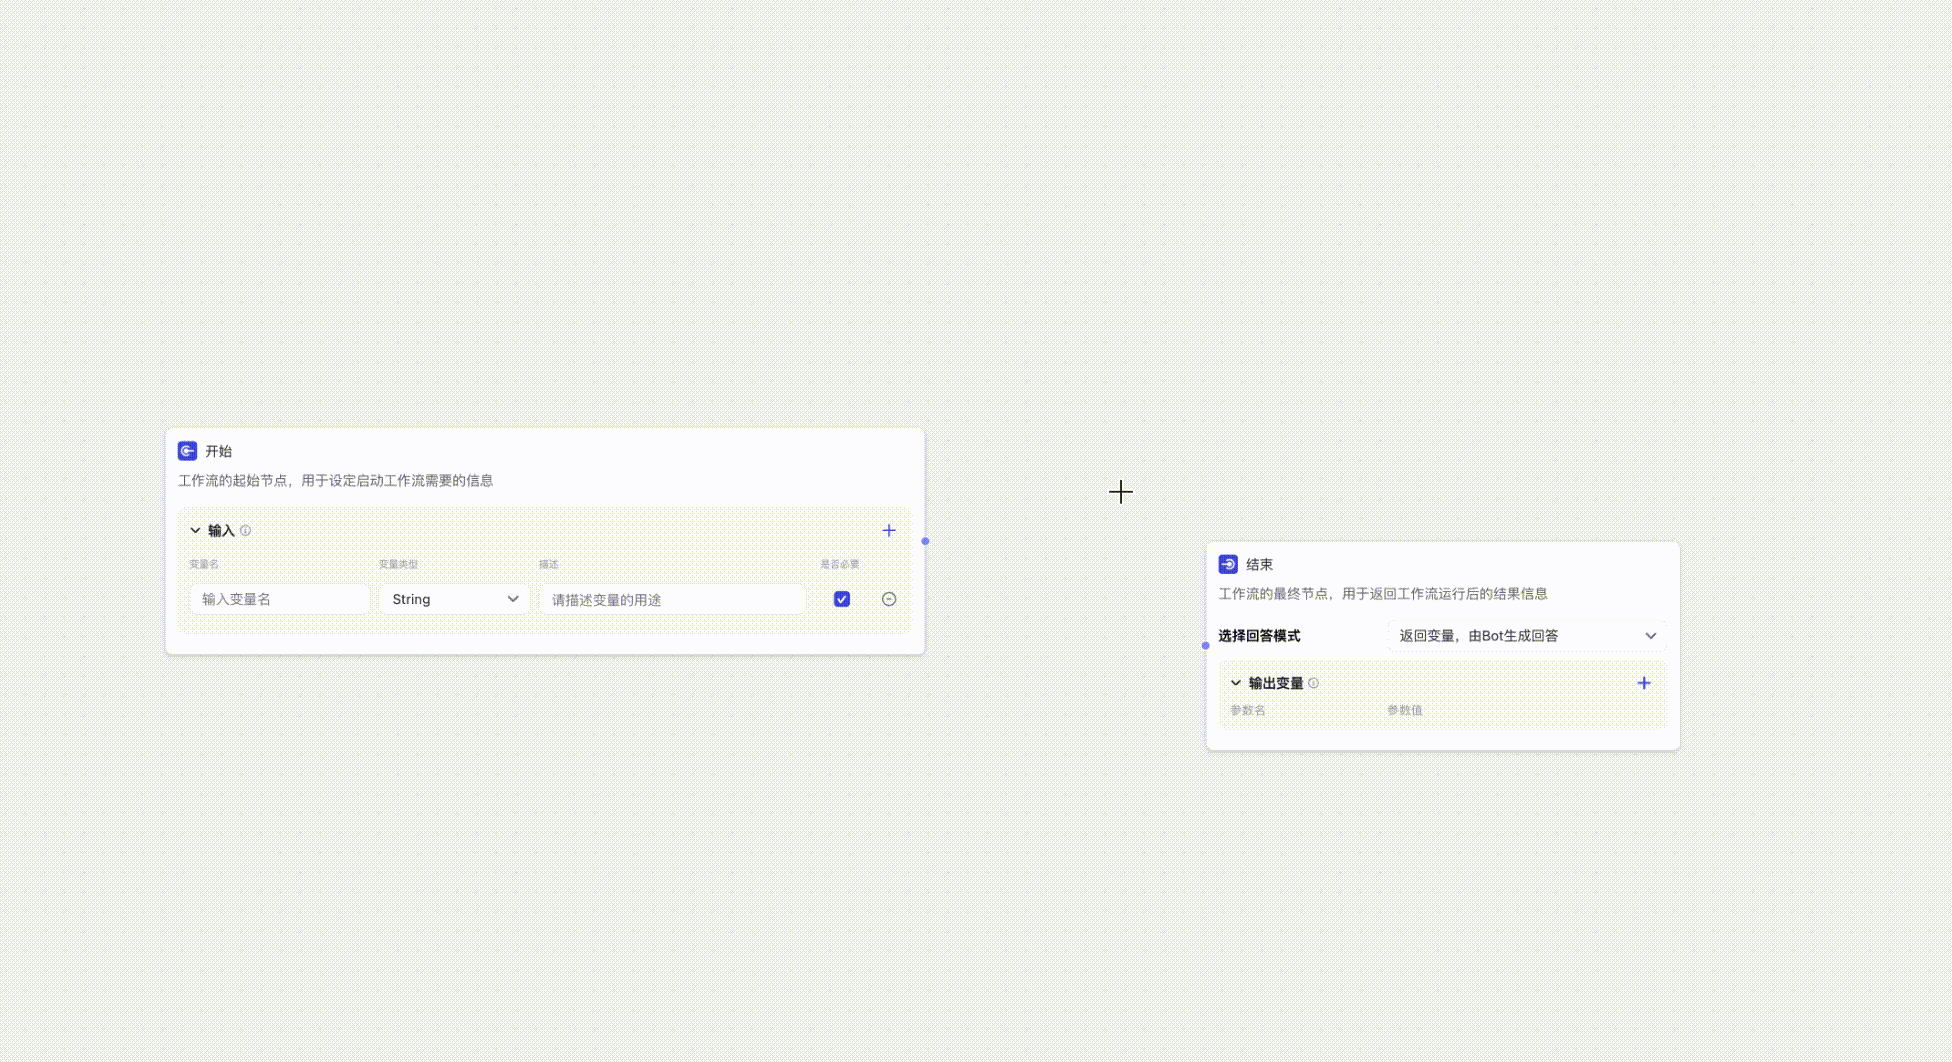 开始
工作流的起始节点，用于设定启动工作流需要的信息
输入
变量名 变量类型 描述 是否必要
输入变量名 String 请描述变量的用途
结束
工作流的最终节点，用于返回工作流运行后的结果信息
选择回答模式 返回变量，由Bot生成回答
输出变量
参数名 参数值